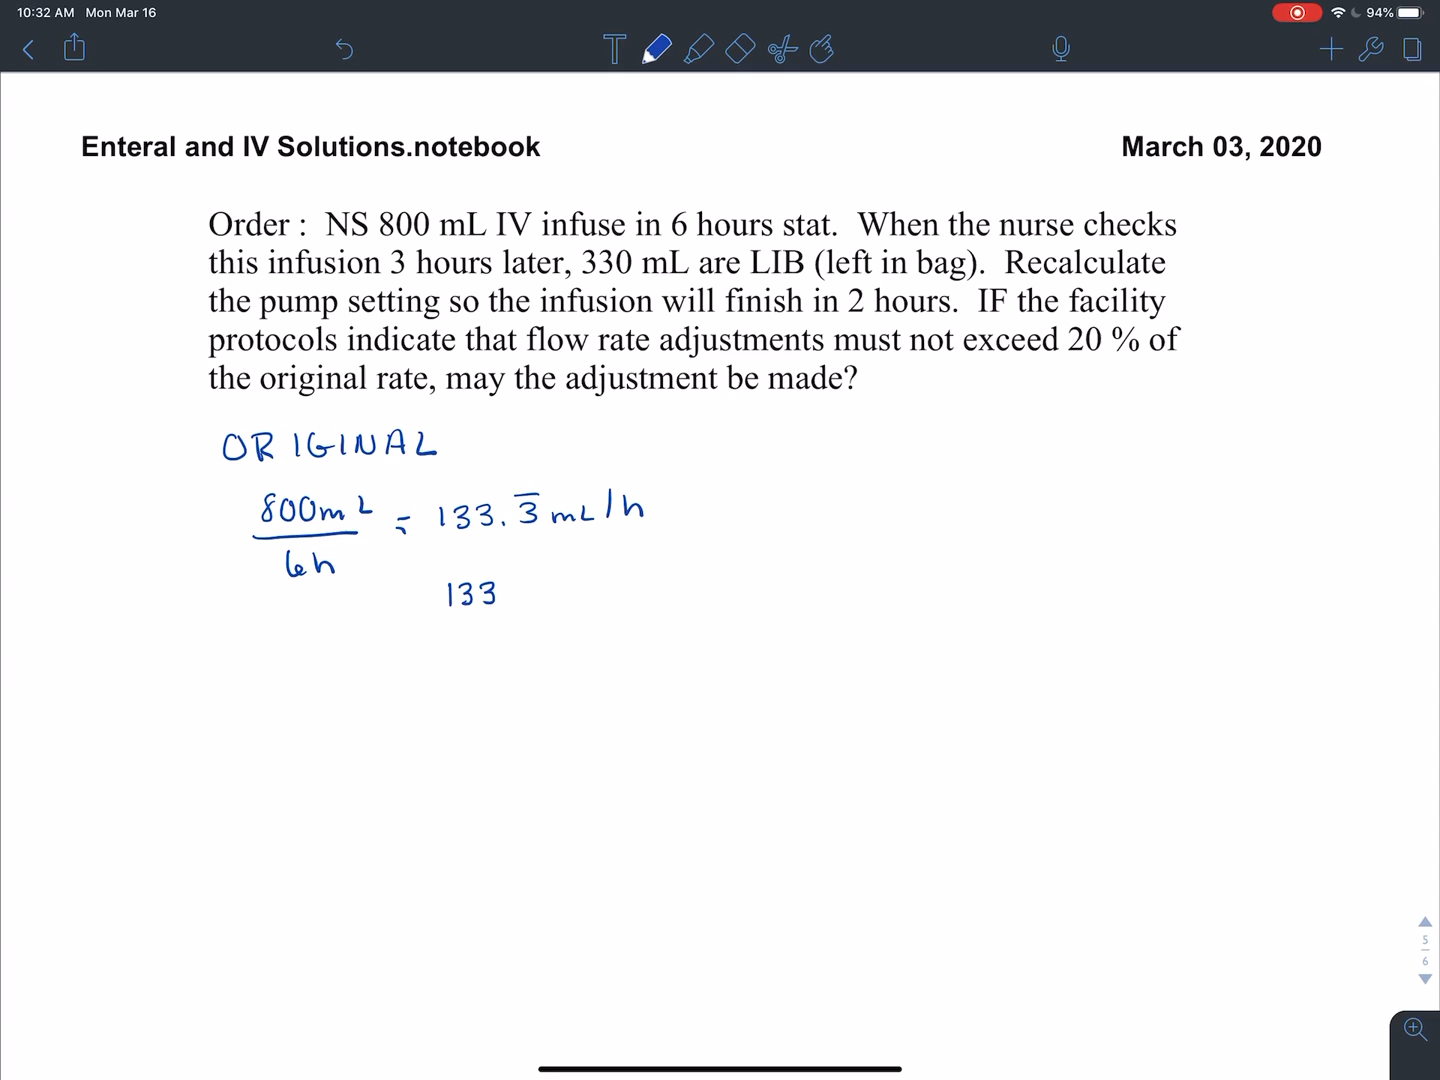 10:32 AM Mon Mar 16
94%
T
Enteral and IV Solutions.notebook
March 03, 2020
Order : NS 800 mL IV infuse in 6 hours stat. When the nurse checks
this infusion 3 hours later, 330 mL are LIB (left in bag). Recalculate
the pump setting so the infusion will finish in 2 hours. IF the facility
protocols indicate that flow rate adjustments must not exceed 20 % of
the original rate, may the adjustment be made?
ORIGINAL
800mL
= 133.3̅ mL/h
6h
133
5
6